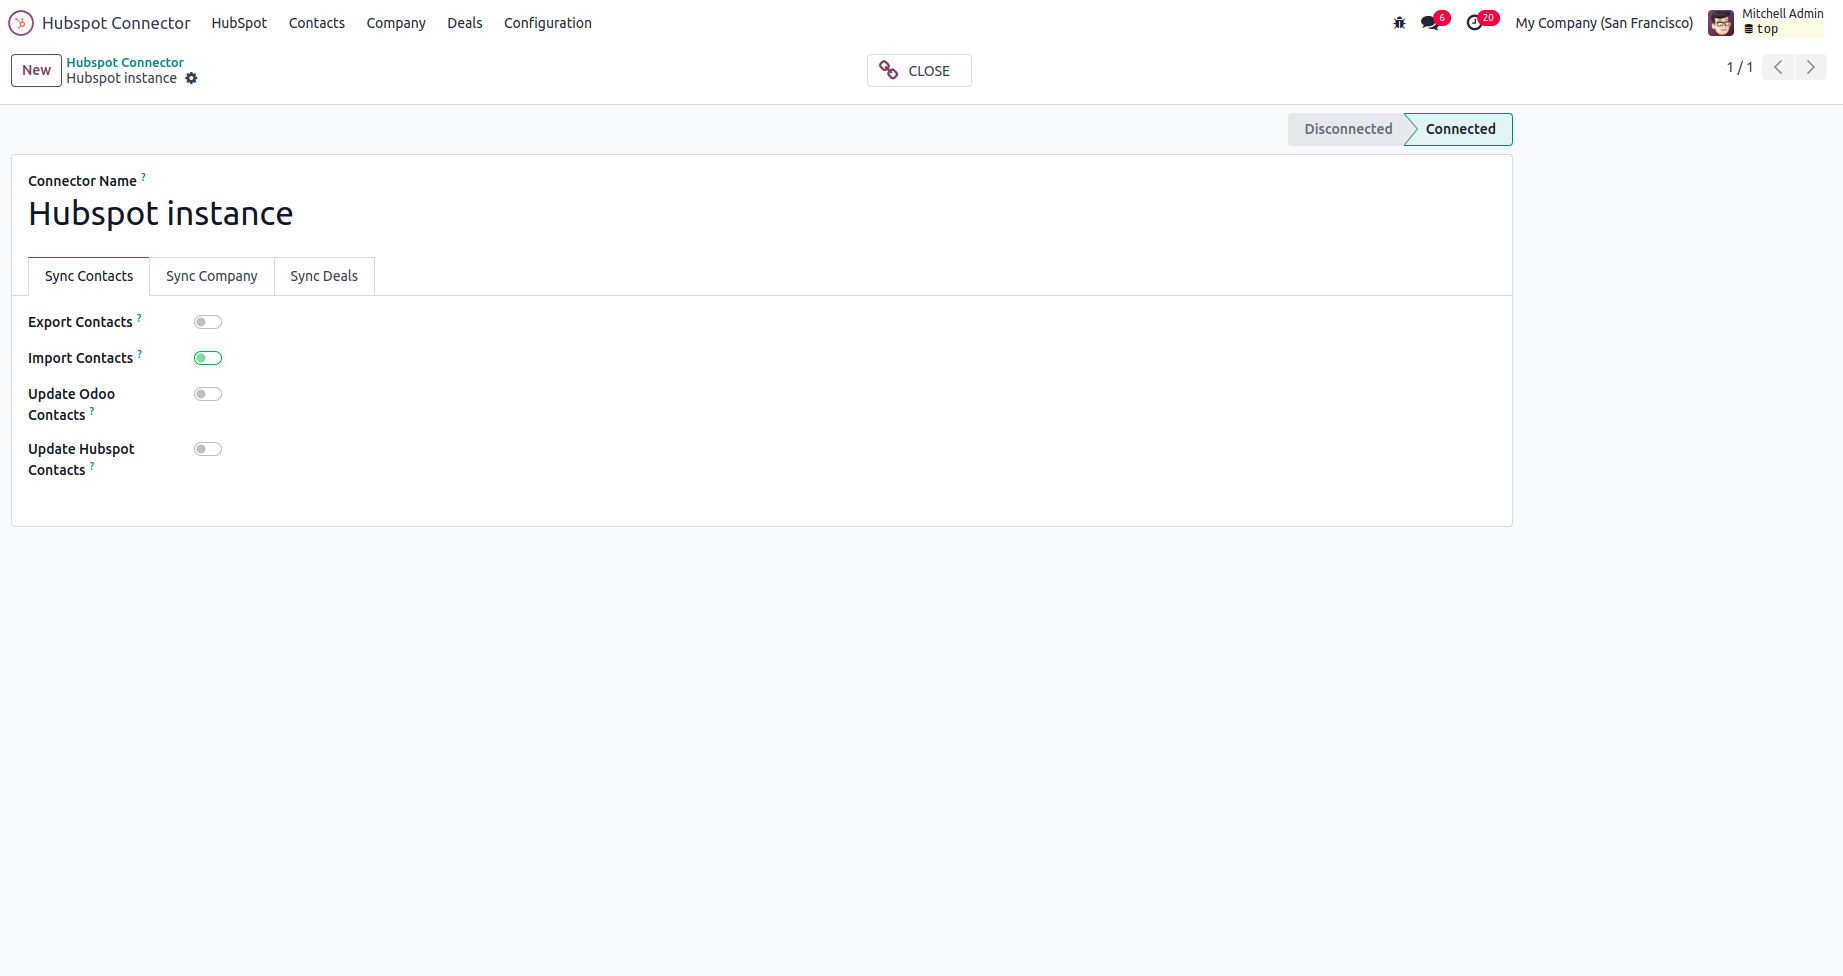 Hubspot Connector HubSpot Contacts Company Deals Configuration 6 20 My Company (San Francisco) Mitchell Admin
top
New Hubspot Connector
Hubspot instance
CLOSE
1 / 1
Disconnected Connected
Connector Name ?
Hubspot instance
Sync Contacts Sync Company Sync Deals
Export Contacts ?
Import Contacts ?
Update Odoo
Contacts ?
Update Hubspot
Contacts ?